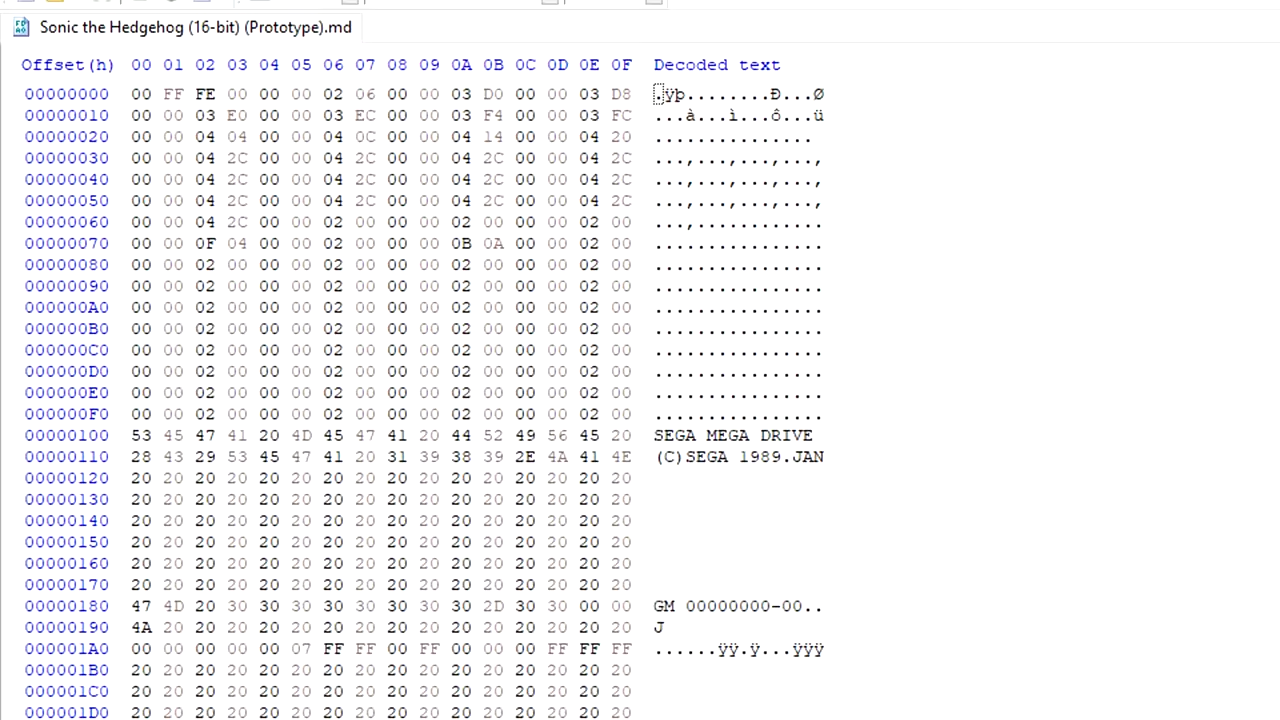 Sonic the Hedgehog (16-bit) (Prototype).md
Offset(h) 00 01 02 03 04 05 06 07 08 09 0A 0B 0C 0D 0E 0F Decoded text
00000000 00 FF FE 00 00 00 02 06 00 00 03 D0 00 00 03 D8 .ÿþ........Ð...Ø
00000010 00 00 03 E0 00 00 03 EC 00 00 03 F4 00 00 03 FC ...à...ì...ô...ü
00000020 00 00 04 04 00 00 04 0C 00 00 04 14 00 00 04 20 ...............
00000030 00 00 04 2C 00 00 04 2C 00 00 04 2C 00 00 04 2C ...,...,...,...,
00000040 00 00 04 2C 00 00 04 2C 00 00 04 2C 00 00 04 2C ...,...,...,...,
00000050 00 00 04 2C 00 00 04 2C 00 00 04 2C 00 00 04 2C ...,...,...,...,
00000060 00 00 04 2C 00 00 02 00 00 00 02 00 00 00 02 00 ...,............
00000070 00 00 0F 04 00 00 02 00 00 00 0B 0A 00 00 02 00 ................
00000080 00 00 02 00 00 00 02 00 00 00 02 00 00 00 02 00 ................
00000090 00 00 02 00 00 00 02 00 00 00 02 00 00 00 02 00 ................
000000A0 00 00 02 00 00 00 02 00 00 00 02 00 00 00 02 00 ................
000000B0 00 00 02 00 00 00 02 00 00 00 02 00 00 00 02 00 ................
000000C0 00 00 02 00 00 00 02 00 00 00 02 00 00 00 02 00 ................
000000D0 00 00 02 00 00 00 02 00 00 00 02 00 00 00 02 00 ................
000000E0 00 00 02 00 00 00 02 00 00 00 02 00 00 00 02 00 ................
000000F0 00 00 02 00 00 00 02 00 00 00 02 00 00 00 02 00 ................
00000100 53 45 47 41 20 4D 45 47 41 20 44 52 49 56 45 20 SEGA MEGA DRIVE
00000110 28 43 29 53 45 47 41 20 31 39 38 39 2E 4A 41 4E (C)SEGA 1989.JAN
00000120 20 20 20 20 20 20 20 20 20 20 20 20 20 20 20 20
00000130 20 20 20 20 20 20 20 20 20 20 20 20 20 20 20 20
00000140 20 20 20 20 20 20 20 20 20 20 20 20 20 20 20 20
00000150 20 20 20 20 20 20 20 20 20 20 20 20 20 20 20 20
00000160 20 20 20 20 20 20 20 20 20 20 20 20 20 20 20 20
00000170 20 20 20 20 20 20 20 20 20 20 20 20 20 20 20 20
00000180 47 4D 20 30 30 30 30 30 30 30 30 2D 30 30 00 00 GM 00000000-00..
00000190 4A 20 20 20 20 20 20 20 20 20 20 20 20 20 20 20 J
000001A0 00 00 00 00 00 07 FF FF 00 FF 00 00 00 FF FF FF ......ÿÿ.ÿ...ÿÿÿ
000001B0 20 20 20 20 20 20 20 20 20 20 20 20 20 20 20 20
000001C0 20 20 20 20 20 20 20 20 20 20 20 20 20 20 20 20
000001D0 20 20 20 20 20 20 20 20 20 20 20 20 20 20 20 20